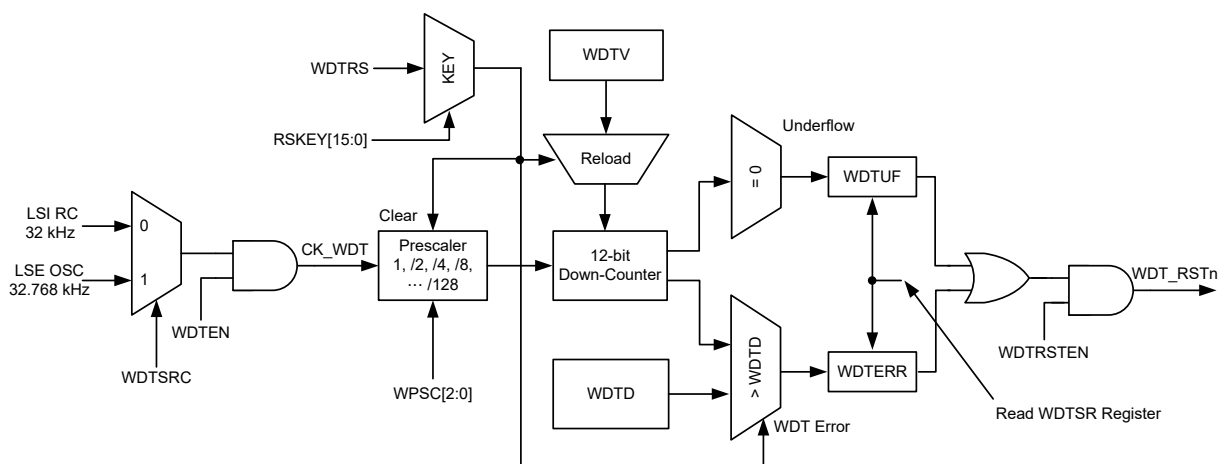 WDTRS
KEY
RSKEY[15:0]
WDTV
Reload
Underflow
= 0
WDTUF
LSI RC
32 kHz
0
LSE OSC
32.768 kHz
1
WDTSRC
WDTEN
CK_WDT
Clear
Prescaler
1, /2, /4, /8,
··· /128
WPSC[2:0]
12-bit
Down-Counter
WDTD
> WDTD
WDT Error
WDTERR
Read WDTSR Register
WDTRSTEN
WDT_RSTn